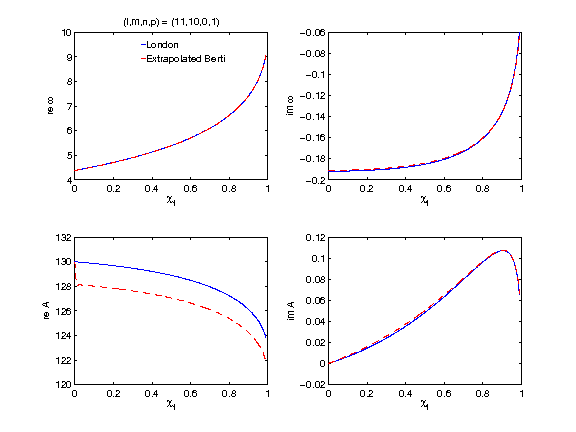 (l,m,n,p) = (11,10,0,1)
London
Extrapolated Berti
re ω
10
9
8
7
6
5
4
0 0.2 0.4 0.6 0.8 1
χf
im ω
−0.06
−0.08
−0.1
−0.12
−0.14
−0.16
−0.18
−0.2
0 0.2 0.4 0.6 0.8 1
χf
re A
132
130
128
126
124
122
120
0 0.2 0.4 0.6 0.8 1
χf
im A
0.12
0.1
0.08
0.06
0.04
0.02
0
−0.02
0 0.2 0.4 0.6 0.8 1
χf